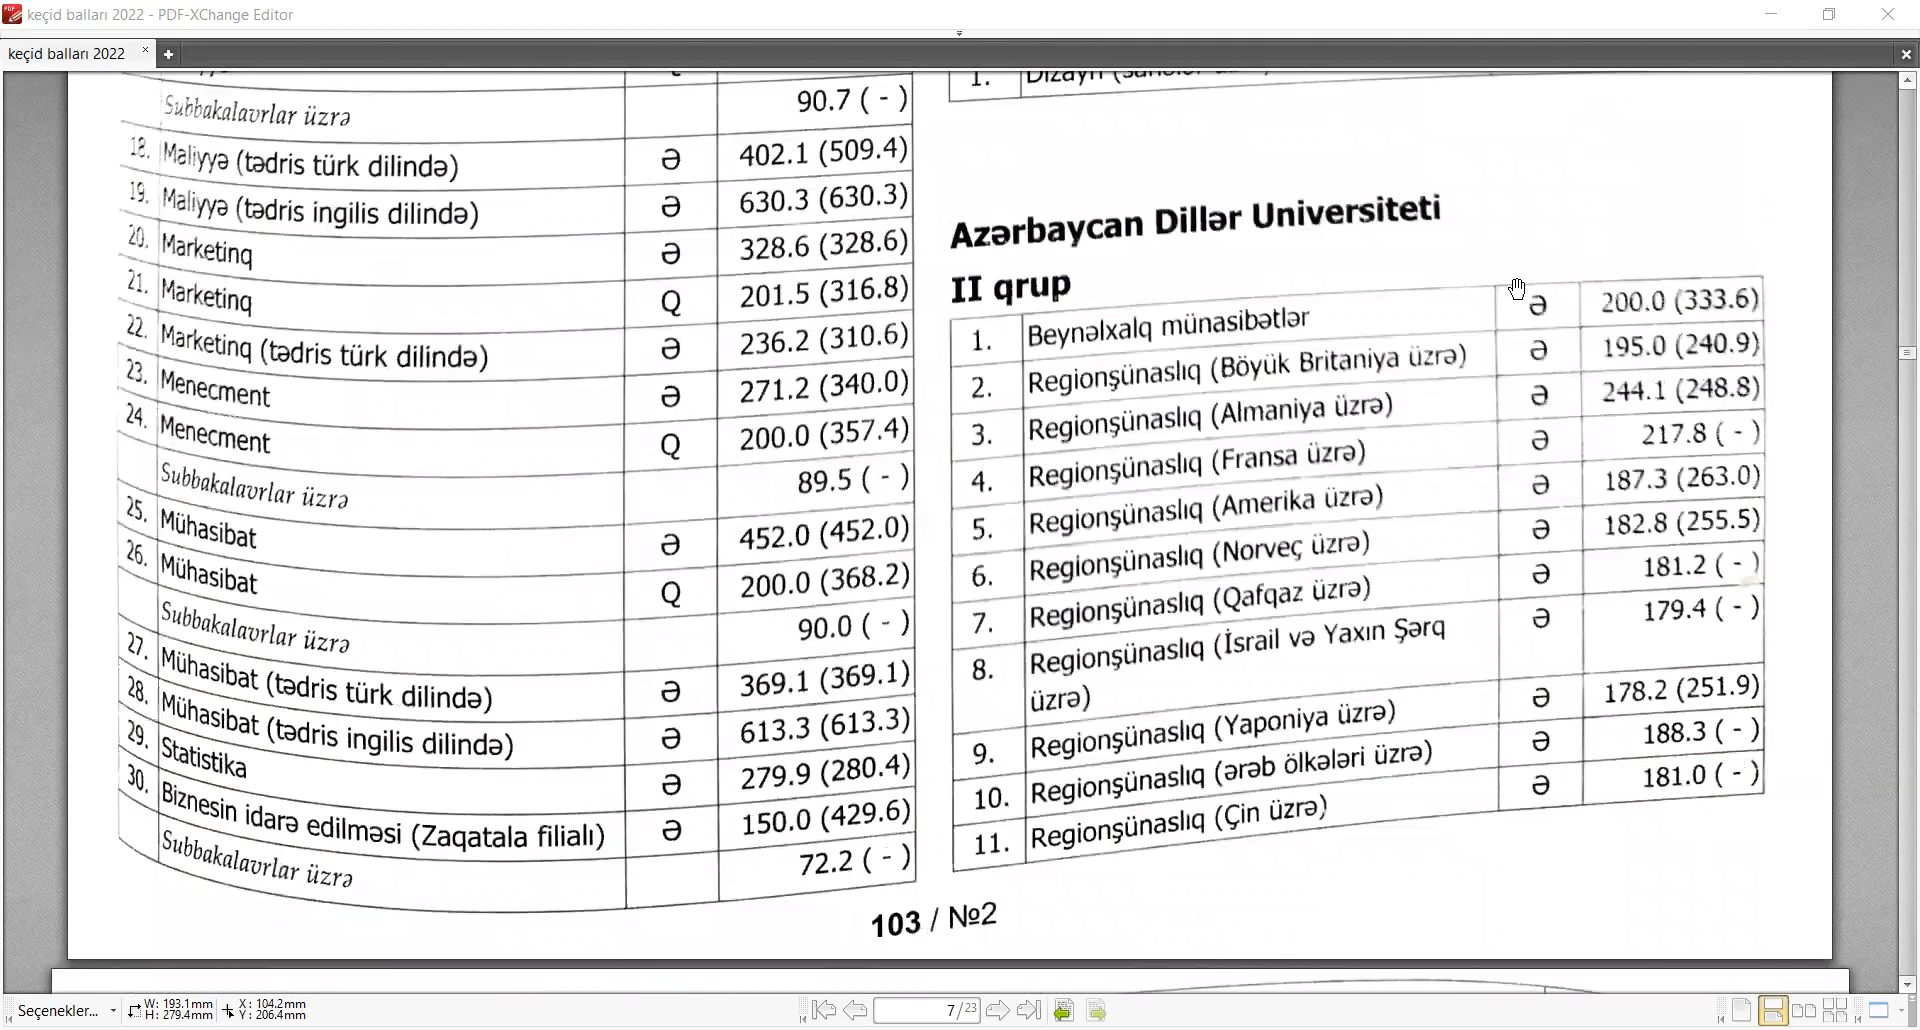 keçid balları 2022 - PDF-XChange Editor
keçid balları 2022
Subbakalavrlar üzrə 90.7 ( - )
18. Maliyyə (tədris türk dilində) Ə 402.1 (509.4)
19. Maliyyə (tədris ingilis dilində) Ə 630.3 (630.3)
20. Marketinq Ə 328.6 (328.6)
21. Marketinq Q 201.5 (316.8)
22. Marketinq (tədris türk dilində) Ə 236.2 (310.6)
23. Menecment Ə 271.2 (340.0)
24. Menecment Q 200.0 (357.4)
Subbakalavrlar üzrə 89.5 ( - )
25. Mühasibat Ə 452.0 (452.0)
26. Mühasibat Q 200.0 (368.2)
Subbakalavrlar üzrə 90.0 ( - )
27. Mühasibat (tədris türk dilində) Ə 369.1 (369.1)
28. Mühasibat (tədris ingilis dilində) Ə 613.3 (613.3)
29. Statistika Ə 279.9 (280.4)
30. Biznesin idarə edilməsi (Zaqatala filialı) Ə 150.0 (429.6)
Subbakalavrlar üzrə 72.2 ( - )
1. Dizayn
Azərbaycan Dillər Universiteti
II qrup
1. Beynəlxalq münasibətlər Ə 200.0 (333.6)
2. Regionşünaslıq (Böyük Britaniya üzrə) Ə 195.0 (240.9)
3. Regionşünaslıq (Almaniya üzrə) Ə 244.1 (248.8)
4. Regionşünaslıq (Fransa üzrə) Ə 217.8 ( - )
5. Regionşünaslıq (Amerika üzrə) Ə 187.3 (263.0)
6. Regionşünaslıq (Norveç üzrə) Ə 182.8 (255.5)
7. Regionşünaslıq (Qafqaz üzrə) Ə 181.2 ( - )
8. Regionşünaslıq (İsrail və Yaxın Şərq Ə 179.4 ( - )
üzrə)
9. Regionşünaslıq (Yaponiya üzrə) Ə 178.2 (251.9)
10. Regionşünaslıq (ərəb ölkələri üzrə) Ə 188.3 ( - )
11. Regionşünaslıq (Çin üzrə) Ə 181.0 ( - )
103 / №2
Seçenekler...
W: 193.1mm
H: 279.4mm
X: 104.2mm
Y: 206.4mm
7 /23